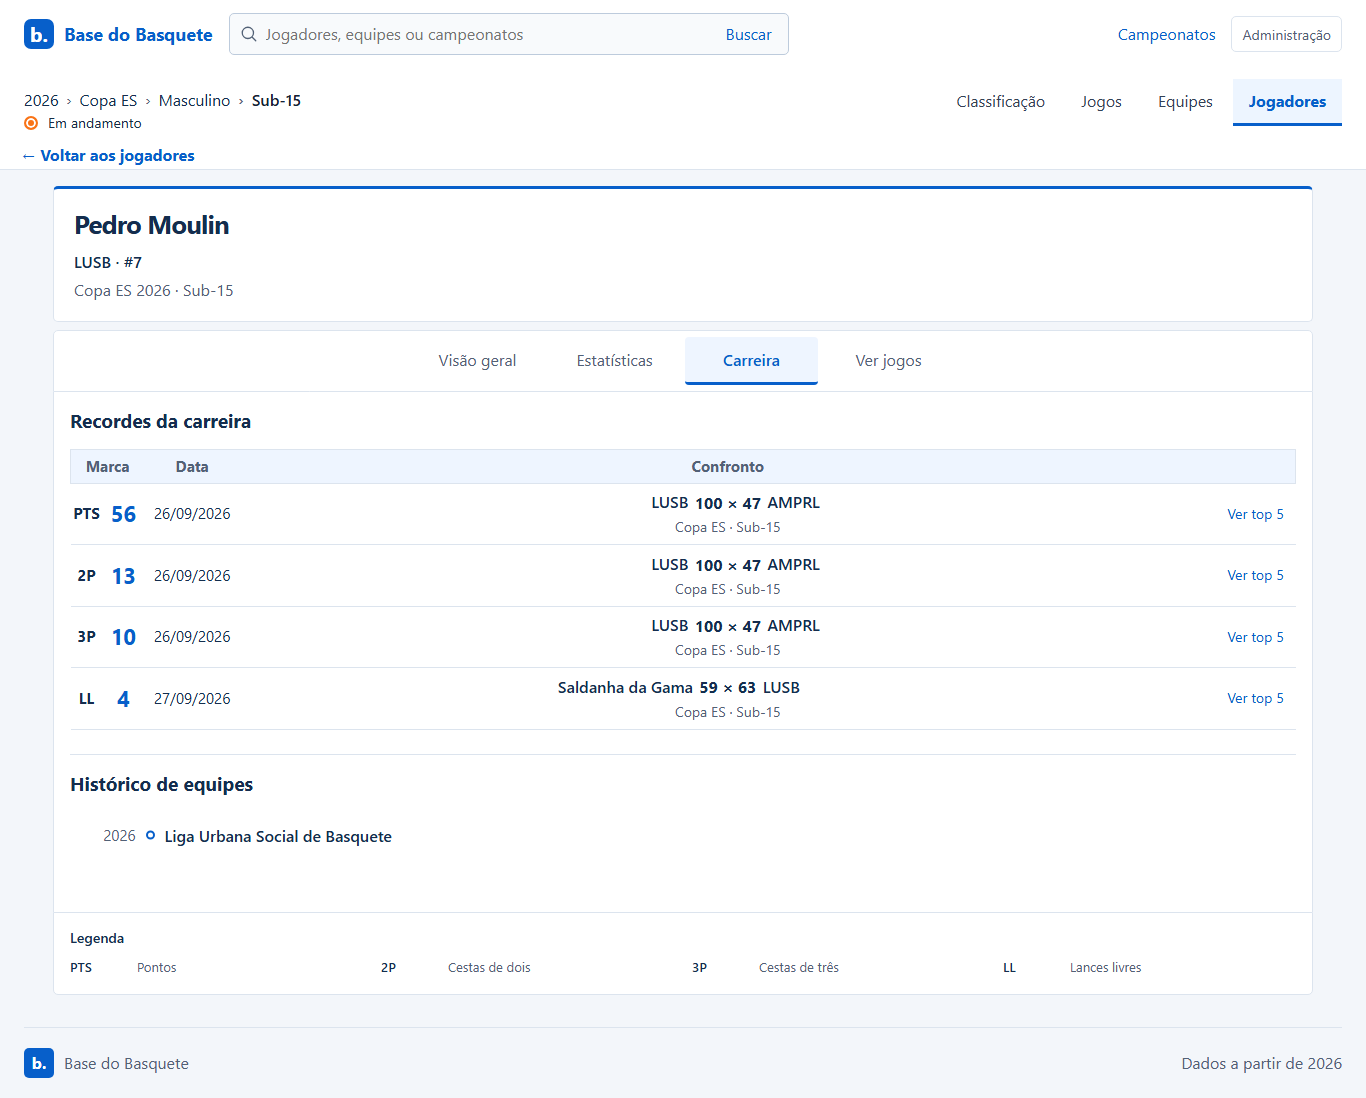 b. Base do Basquete
Jogadores, equipes ou campeonatos
Buscar
Campeonatos
Administração
2026 › Copa ES › Masculino › Sub-15
Em andamento
Classificação
Jogos
Equipes
Jogadores
← Voltar aos jogadores
Pedro Moulin
LUSB · #7
Copa ES 2026 · Sub-15
Visão geral
Estatísticas
Carreira
Ver jogos
Recordes da carreira
Marca Data Confronto
PTS 56 26/09/2026 LUSB 100 × 47 AMPRL Ver top 5
Copa ES · Sub-15
2P 13 26/09/2026 LUSB 100 × 47 AMPRL Ver top 5
Copa ES · Sub-15
3P 10 26/09/2026 LUSB 100 × 47 AMPRL Ver top 5
Copa ES · Sub-15
LL 4 27/09/2026 Saldanha da Gama 59 × 63 LUSB Ver top 5
Copa ES · Sub-15
Histórico de equipes
2026 Liga Urbana Social de Basquete
Legenda
PTS Pontos 2P Cestas de dois 3P Cestas de três LL Lances livres
b. Base do Basquete
Dados a partir de 2026